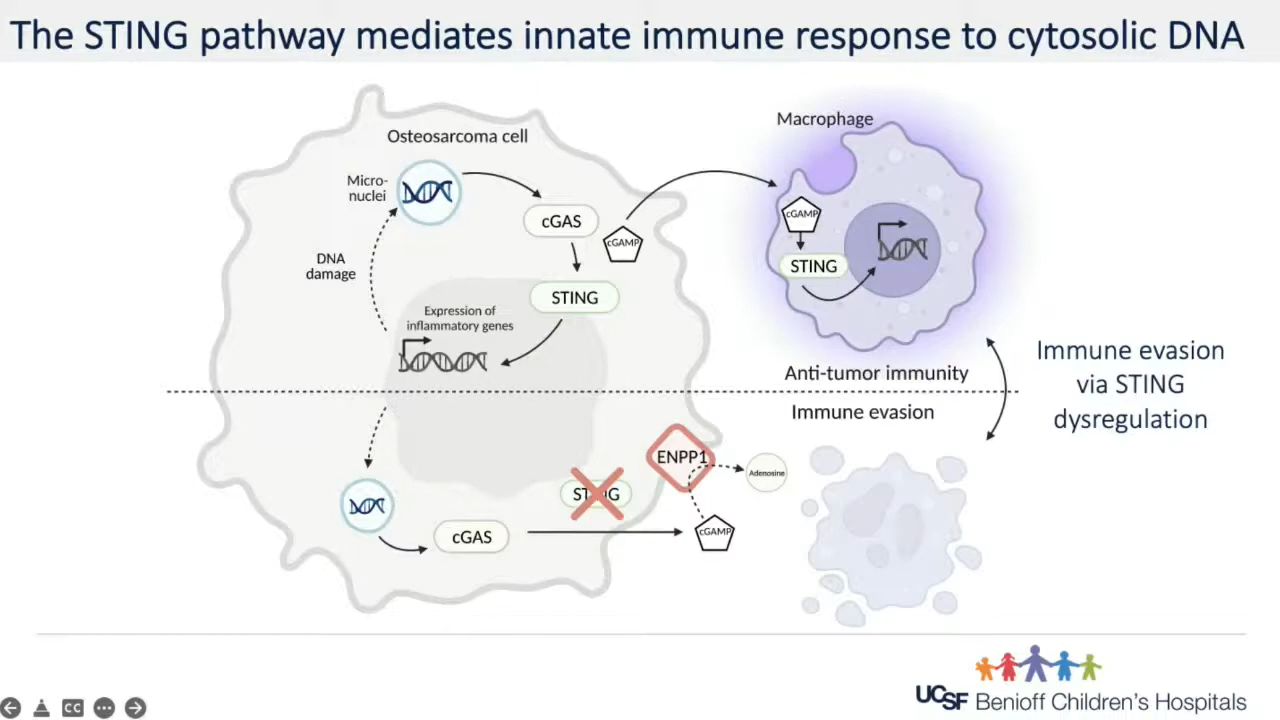 The STING pathway mediates innate immune response to cytosolic DNA
Osteosarcoma cell
Macrophage
Micro-
nuclei
cGAS
cGAMP
cGAMP
DNA
damage
STING
STING
Expression of
inflammatory genes
Anti-tumor immunity
Immune evasion
Immune evasion
via STING
dysregulation
ENPP1
Adenosine
STING
cGAS
cGAMP
UCSF Benioff Children's Hospitals
CC